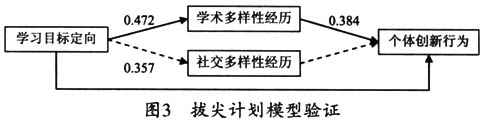 0.472
学术多样性经历
0.384
学习目标定向
个体创新行为
0.357
社交多样性经历
图3 拔尖计划模型验证